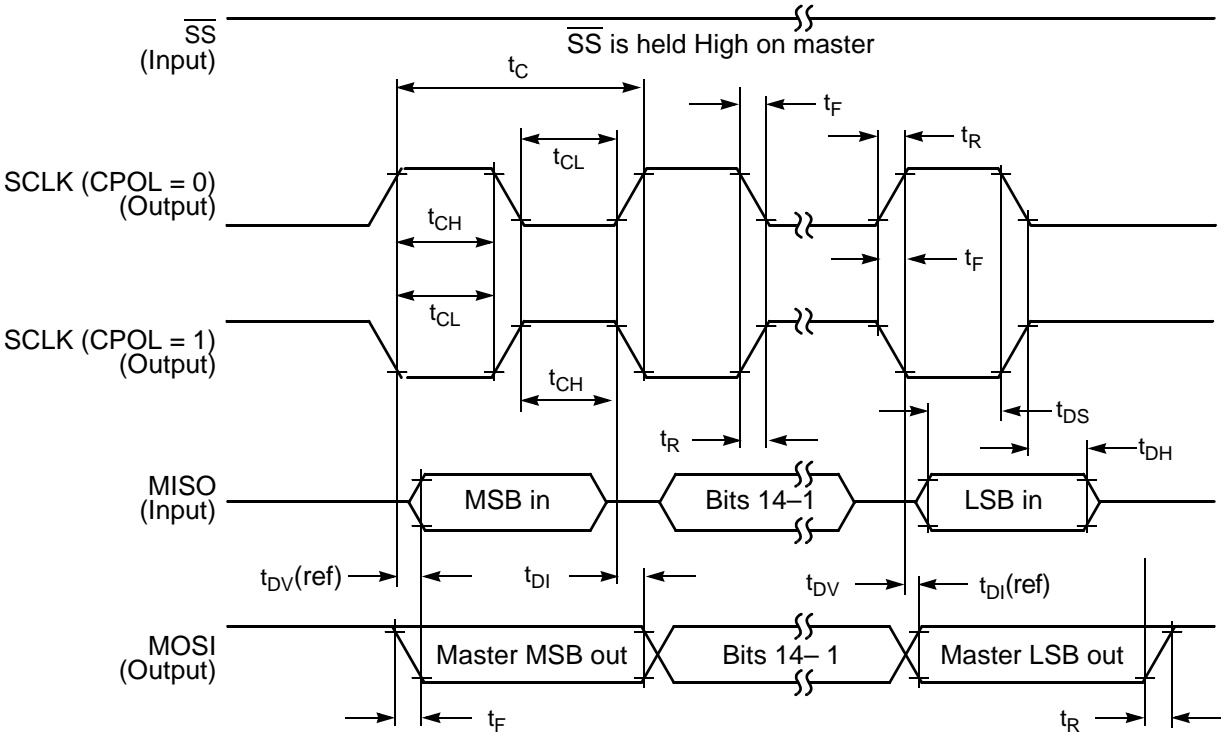 SS
(Input)
SS is held High on master
tC
tF
tCL
tR
SCLK (CPOL = 0)
(Output)
tCH
tF
tCL
SCLK (CPOL = 1)
(Output)
tCH
tDS
tR
tDH
MISO
(Input)
MSB in
Bits 14–1
LSB in
tDV(ref)
tDI
tDV
tDI(ref)
MOSI
(Output)
Master MSB out
Bits 14– 1
Master LSB out
tF
tR